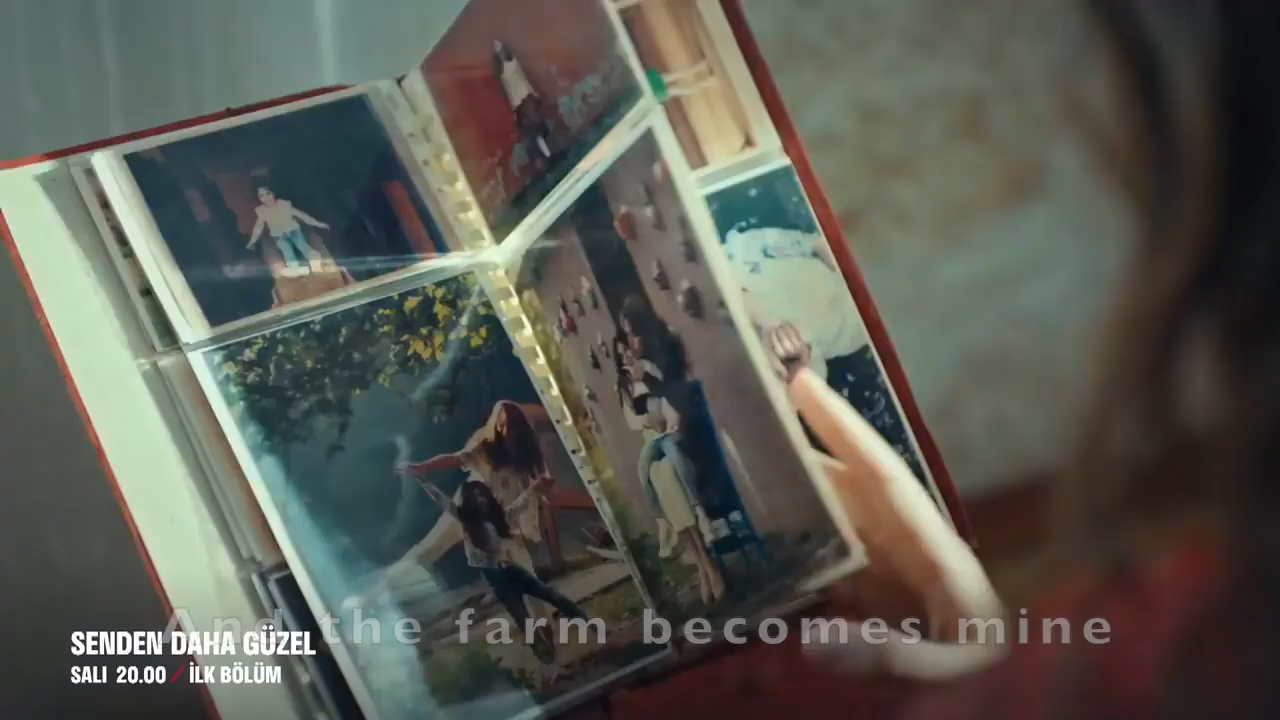 And the farm becomes mine
SENDEN DAHA GÜZEL
SALI 20.00 / İLK BÖLÜM